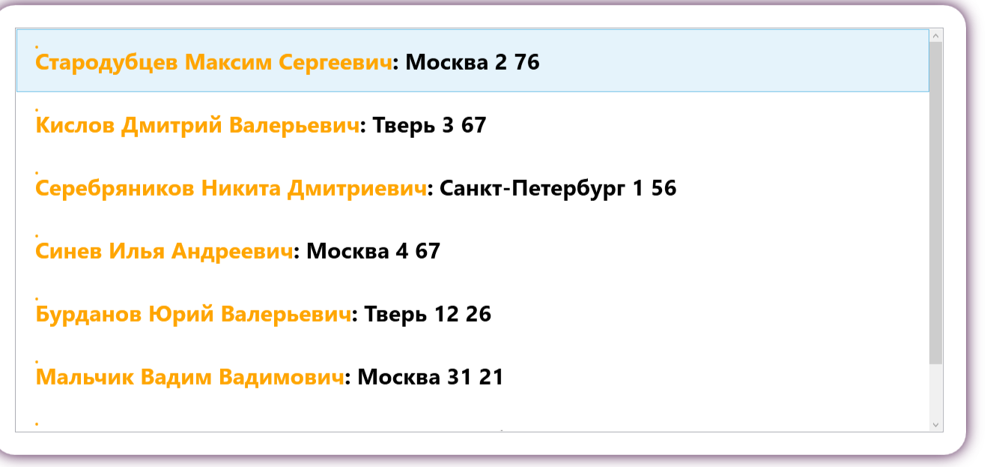 Стародубцев Максим Сергеевич: Москва 2 76
Кислов Дмитрий Валерьевич: Тверь 3 67
Серебряников Никита Дмитриевич: Санкт-Петербург 1 56
Синев Илья Андреевич: Москва 4 67
Бурданов Юрий Валерьевич: Тверь 12 26
Мальчик Вадим Вадимович: Москва 31 21